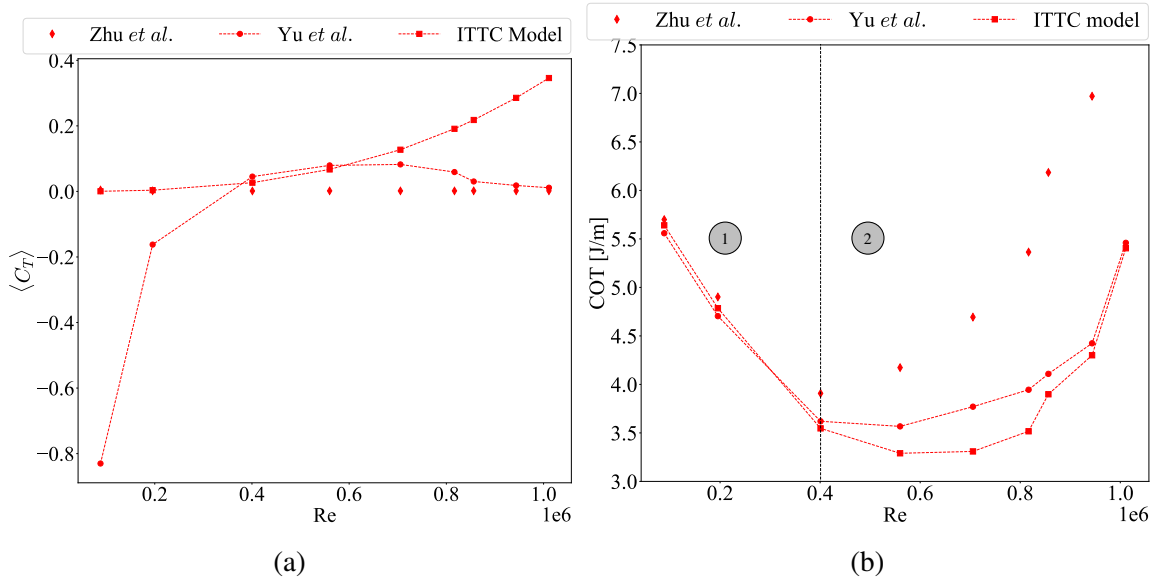 Zhu et al. Yu et al. ITTC Model
0.4
0.2
0.0
−0.2
−0.4
−0.6
−0.8
⟨C_T⟩
0.2 0.4 0.6 0.8 1.0
Re 1e6
(a)
Zhu et al. Yu et al. ITTC model
7.5
7.0
6.5
6.0
5.5
5.0
4.5
4.0
3.5
3.0
COT [J/m]
1 2
0.2 0.4 0.6 0.8 1.0
Re 1e6
(b)